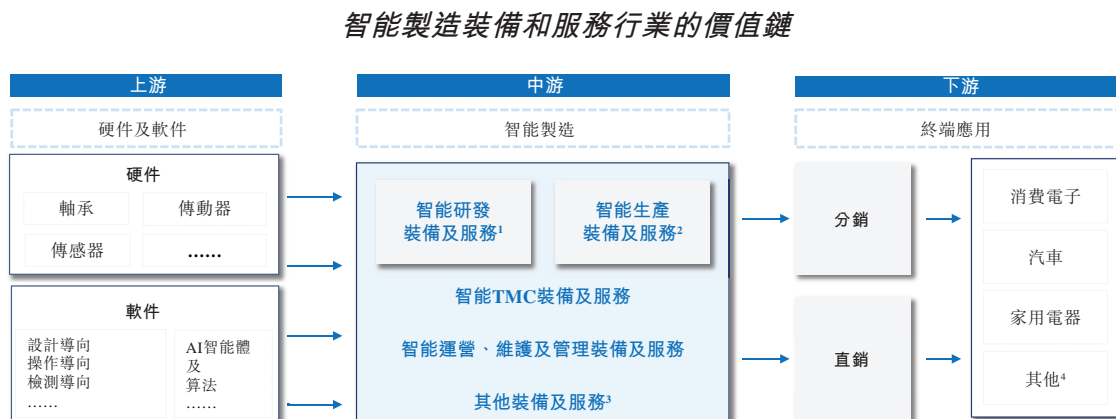 智能製造裝備和服務行業的價值鏈
上游
硬件及軟件
硬件
軸承
傳動器
傳感器
......
軟件
設計導向
操作導向
檢測導向
......
AI智能體
及
算法
......
中游
智能製造
智能研發
裝備及服務¹
智能生產
裝備及服務²
智能TMC裝備及服務
智能運營、維護及管理裝備及服務
其他裝備及服務³
下游
終端應用
分銷
直銷
消費電子
汽車
家用電器
其他⁴